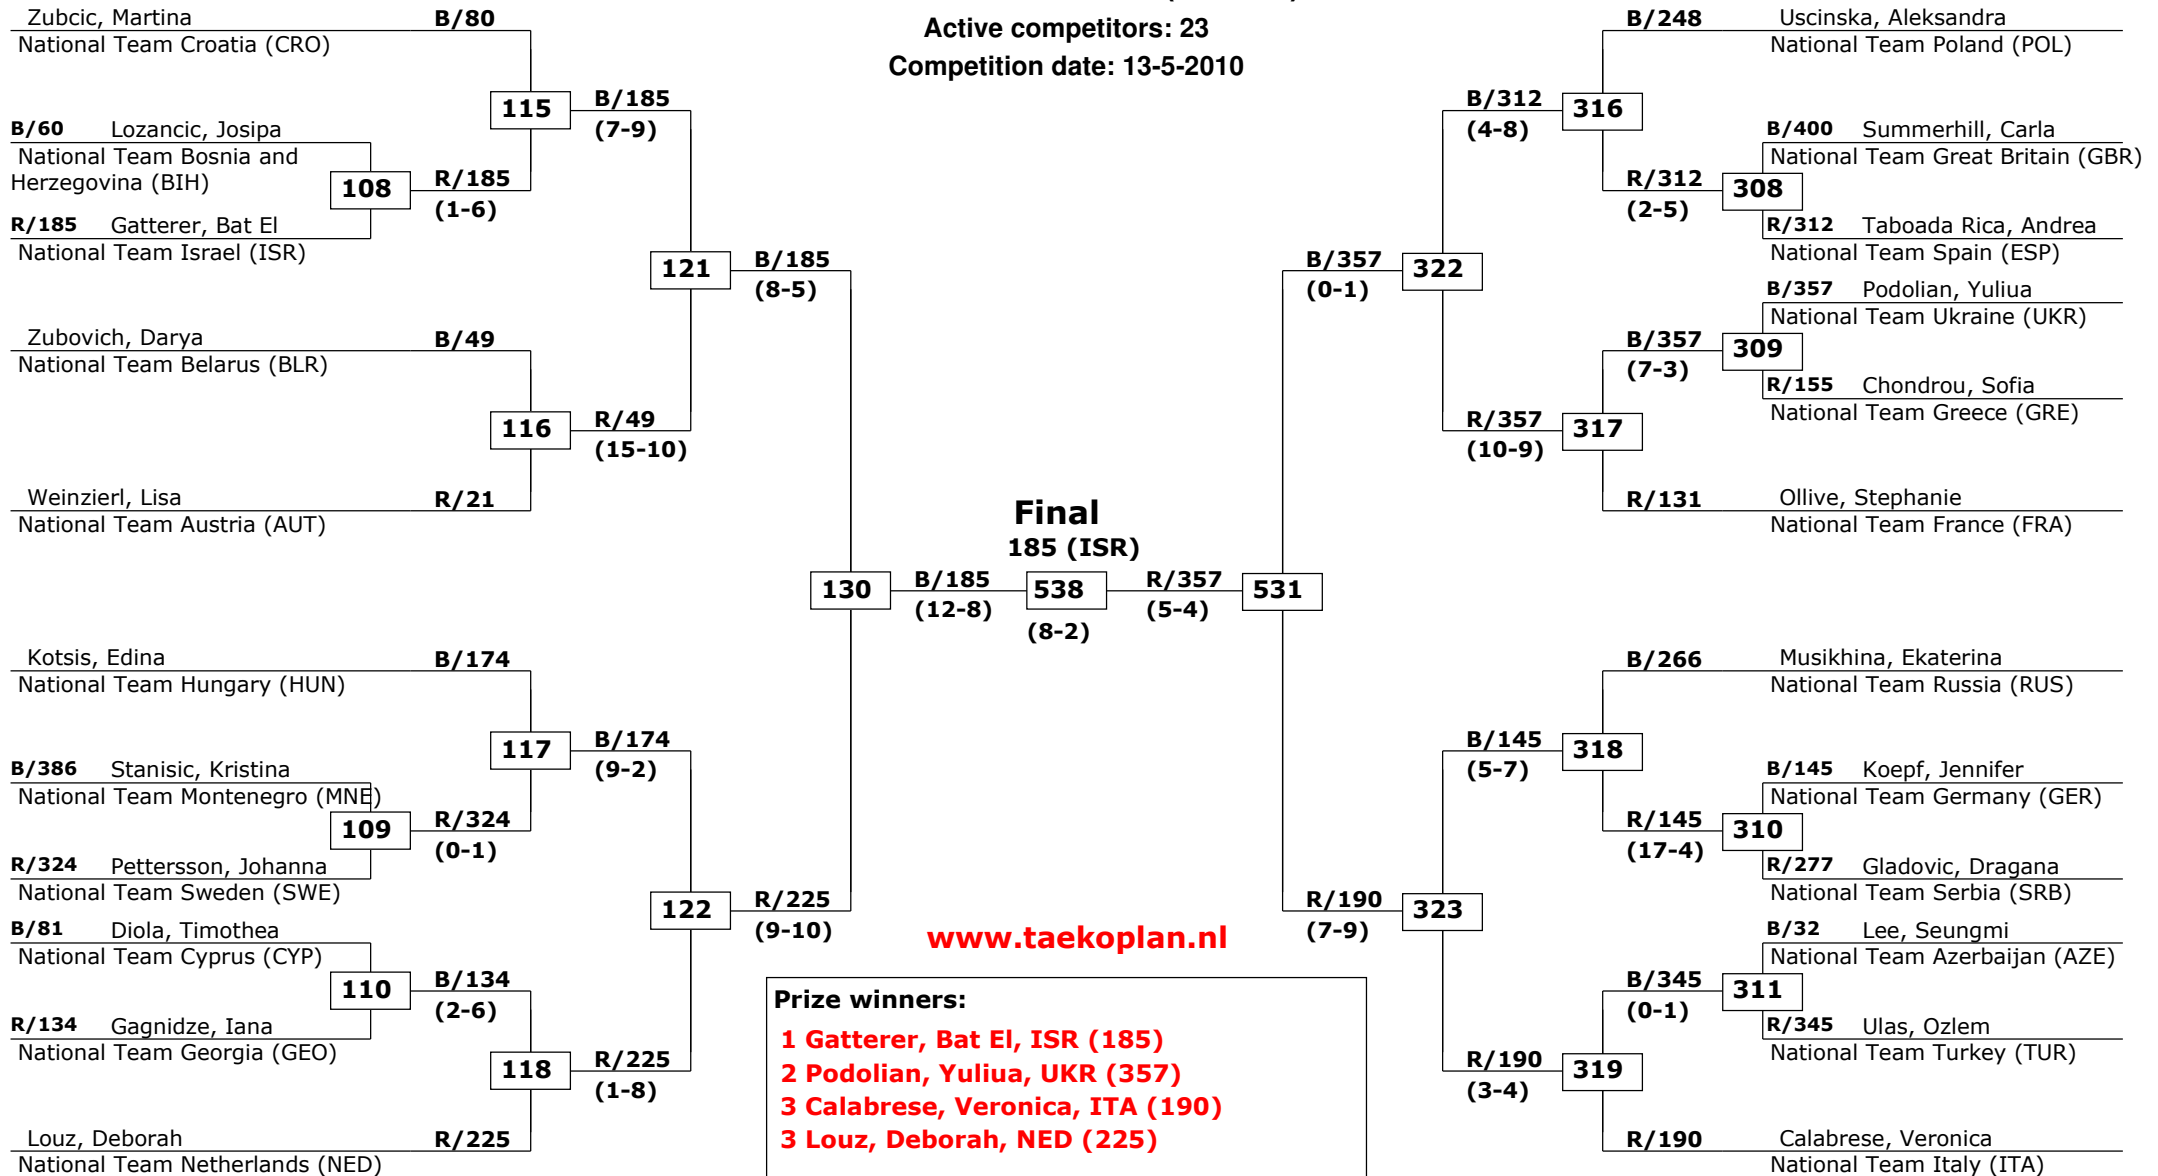 Active competitors: 23
Competition date: 13-5-2010
Zubcic, Martina
B/80
National Team Croatia (CRO)
115
B/185
(7-9)
B/60 Lozancic, Josipa
National Team Bosnia and
Herzegovina (BIH)
108
R/185
(1-6)
R/185 Gatterer, Bat El
National Team Israel (ISR)
121
B/185
(8-5)
Zubovich, Darya
B/49
National Team Belarus (BLR)
116
R/49
(15-10)
Weinzierl, Lisa
R/21
National Team Austria (AUT)
130
B/185
(12-8)
Kotsis, Edina
B/174
National Team Hungary (HUN)
117
B/174
(9-2)
B/386 Stanisic, Kristina
National Team Montenegro (MNE)
109
R/324
(0-1)
R/324 Pettersson, Johanna
National Team Sweden (SWE)
122
R/225
(9-10)
B/81 Diola, Timothea
National Team Cyprus (CYP)
110
B/134
(2-6)
R/134 Gagnidze, Iana
National Team Georgia (GEO)
118
R/225
(1-8)
Louz, Deborah
R/225
National Team Netherlands (NED)
Final
185 (ISR)
538
(8-2)
R/357
(5-4)
531
B/248
Uscinska, Aleksandra
National Team Poland (POL)
B/312
(4-8)
316
B/400 Summerhill, Carla
National Team Great Britain (GBR)
R/312
(2-5)
308
R/312 Taboada Rica, Andrea
National Team Spain (ESP)
B/357
(0-1)
322
B/357 Podolian, Yuliua
National Team Ukraine (UKR)
B/357
(7-3)
309
R/155 Chondrou, Sofia
National Team Greece (GRE)
R/357
(10-9)
317
R/131
Ollive, Stephanie
National Team France (FRA)
B/266
Musikhina, Ekaterina
National Team Russia (RUS)
B/145
(5-7)
318
B/145 Koepf, Jennifer
National Team Germany (GER)
R/145
(17-4)
310
R/277 Gladovic, Dragana
National Team Serbia (SRB)
R/190
(7-9)
323
B/32 Lee, Seungmi
National Team Azerbaijan (AZE)
B/345
(0-1)
311
R/345 Ulas, Ozlem
National Team Turkey (TUR)
R/190
(3-4)
319
R/190
Calabrese, Veronica
National Team Italy (ITA)
www.taekoplan.nl
Prize winners:
1 Gatterer, Bat El, ISR (185)
2 Podolian, Yuliua, UKR (357)
3 Calabrese, Veronica, ITA (190)
3 Louz, Deborah, NED (225)